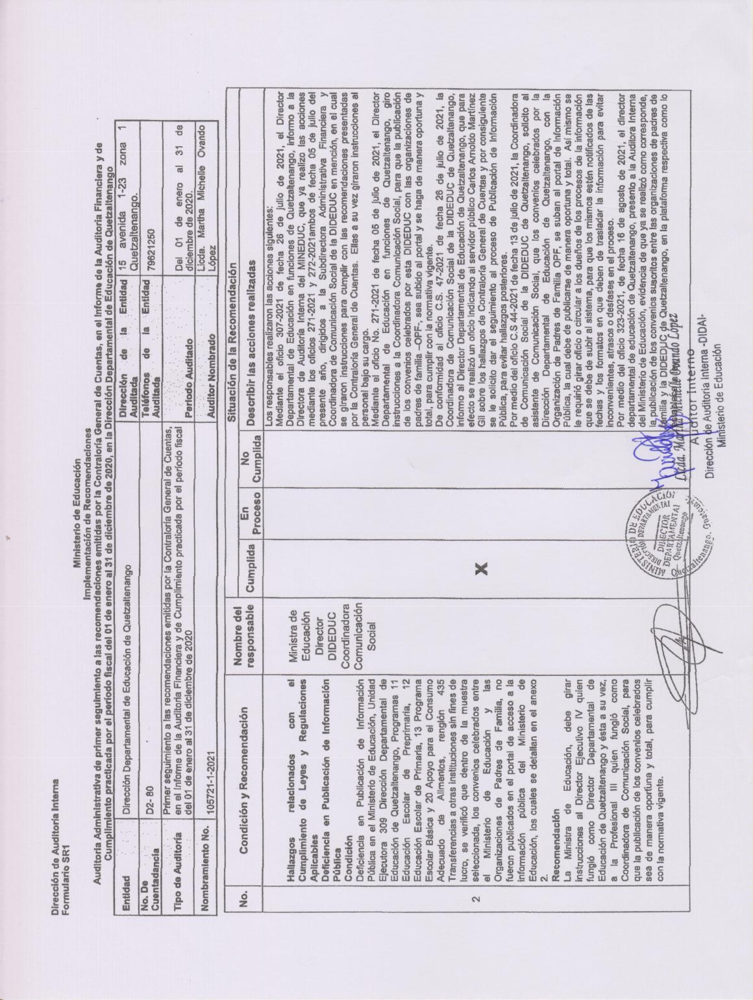 Dirección de Auditoría Interna
Formulario SR1
Ministerio de Educación
Implementación de Recomendaciones
Auditoría Administrativa de primer seguimiento a las recomendaciones emitidas por la Contraloría General de Cuentas, en el Informe de la Auditoría Financiera y de
Cumplimiento practicada por el período fiscal del 01 de enero al 31 de diciembre de 2020, en la Dirección Departamental de Educación de Quetzaltenango
Entidad
Dirección Departamental de Educación de Quetzaltenango
Dirección de la Entidad
Auditada
15 avenida 1-23 zona 1
Quetzaltenango.
No. De
Cuentadancia
D2- 80
Teléfonos de la Entidad
Auditada
79621250
Tipo de Auditoría
Primer seguimiento a las recomendaciones emitidas por la Contraloría General de Cuentas,
en el Informe de la Auditoría Financiera y de Cumplimiento practicada por el período fiscal
del 01 de enero al 31 de diciembre de 2020
Periodo Auditado
Del 01 de enero al 31 de
diciembre de 2020.
Nombramiento No.
105721-1-2021
Auditor Nombrado
Licda. Martha Michelle Ovando
López
No.
Condición y Recomendación
Nombre del
responsable
Situación de la Recomendación
Cumplida
En
Proceso
No
Cumplida
Describir las acciones realizadas
2
Hallazgos relacionados con el
Cumplimiento de Leyes y Regulaciones
Aplicables
Deficiencia en Publicación de Información
Pública
Condición
Deficiencia en Publicación de Información
Pública en el Ministerio de Educación, Unidad
Ejecutora 309 Dirección Departamental de
Educación de Quetzaltenango, Programas 11
Educación Escolar de Preprimaria, 12
Educación Escolar de Primaria, 13 Programa
Escolar Básica y 20 Apoyo para el Consumo
Adecuado de Alimentos, renglón 435
Transferencias a otras instituciones sin fines de
lucro, se verificó que dentro de la muestra
seleccionada, los convenios celebrados entre
el Ministerio de Educación y las
Organizaciones de Padres de Familia, no
fueron publicados en el portal de acceso a la
información pública del Ministerio de
Educación, los cuales se detallan en el anexo
2.
Recomendación
La Ministra de Educación, debe girar
instrucciones al Director Ejecutivo IV quien
fungió como Director Departamental de
Educación de Quetzaltenango y ésta a su vez,
a la Profesional III quien fungió como
Coordinadora de Comunicación Social, para
que la publicación de los convenios celebrados
sea de manera oportuna y total, para cumplir
con la normativa vigente.
Ministra de
Educación
Director
DIDEDUC
Coordinadora
Comunicación
Social
X
Los responsables realizaron las acciones siguientes:
Mediante el oficio 307-2021 de fecha 26 de julio de 2021, el Director
Departamental de Educación en funciones de Quetzaltenango, informo a la
Directora de Auditoría Interna del MINEDUC, que ya realizo las acciones
mediante los oficios 271-2021 y 272-2021ambos de fecha 05 de julio del
presente año, dirigidos a la Subdirectora Administrativa Financiera y
Coordinadora de Comunicación Social de la DIDEDUC en mención, en el cual
se giraron instrucciones para cumplir con las recomendaciones presentadas
por la Contraloría General de Cuentas. Ellas a su vez giraron instrucciones al
personal bajo su cargo.
Mediante el oficio No. 271-2021 de fecha 05 de julio de 2021, el Director
Departamental de Educación en funciones de Quetzaltenango, giro
instrucciones a la Coordinadora Comunicación Social, para que la publicación
de los convenios celebrados por esta DIDEDUC con las organizaciones de
padres de familia –OPF-, sea subido al portal y se haga de manera oportuna y
total, para cumplir con la normativa vigente.
De conformidad al oficio C.S. 47-2021 de fecha 26 de julio de 2021, la
Coordinadora de Comunicación Social de la DIDEDUC de Quetzaltenango,
informo al Director Departamental de Educación de Quetzaltenango, que para
efecto se realizó un oficio indicando al servidor público Carlos Arnoldo Martínez
Gil sobre los hallazgos de Contraloría General de Cuentas y por consiguiente
se le solicito dar el seguimiento al proceso de Publicación de Información
Pública, para evitar hallazgos posteriores.
Por medio del oficio C.S 44-2021 de fecha 13 de julio de 2021, la Coordinadora
de Comunicación Social de la DIDEDUC de Quetzaltenango, solicito al
asistente de Comunicación Social, que los convenios celebrados por la
Dirección Departamental de Educación de Quetzaltenango, con la
Organización de Padres de Familia OPF, se suban al portal de Información
Pública, la cual debe de publicarse de manera oportuna y total. Así mismo se
le requirió girar oficio o circular a los dueños de los procesos de la información
que se debe de subir al sistema, para que los mismos estén notificados de las
fechas y los formatos en que deben de trasladar la información para evitar
inconvenientes, atrasos o desfases en el proceso.
Por medio del oficio 323-2021, de fecha 16 de agosto de 2021, el director
departamental de educación de Quetzaltenango, presento a la Auditora Interna
del Ministerio de Educación, evidencia de que ya se realizó como corresponde,
la publicación de los convenios suscritos entre las organizaciones de padres de
familia y la DIDEDUC de Quetzaltenango, en la plataforma respectiva como lo
MINISTERIO DE EDUCACIÓN
DIRECCIÓN DEPARTAMENTAL
DIRECTOR
DEPARTAMENTAL
Quetzaltenango
Quetzaltenango.
Licda. Martha Michelle Ovando López
Auditor Interno
Dirección de Auditoría Interna -DIDAI-
Ministerio de Educación